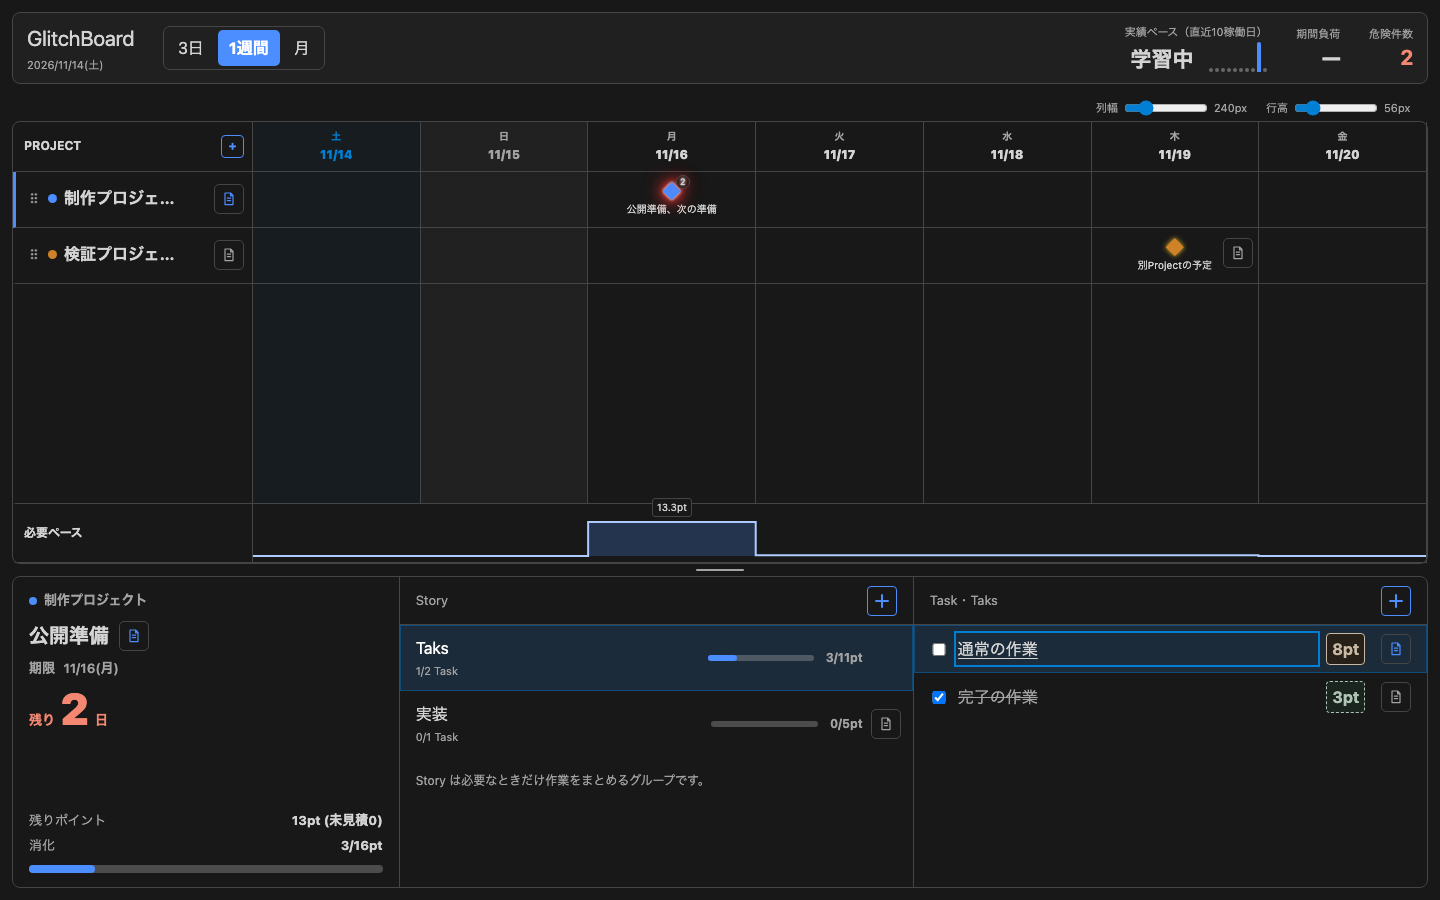 GlitchBoard
2026/11/14(土)
3日 1週間 月
実績ペース（直近10稼働日）
学習中
期間負荷
—
危険件数
2
列幅 240px 行高 56px
PROJECT +
土
11/14
日
11/15
月
11/16
火
11/17
水
11/18
木
11/19
金
11/20
制作プロジェ...
2
公開準備、次の準備
検証プロジェ...
別Projectの予定
必要ペース
13.3pt
制作プロジェクト
公開準備
期限 11/16(月)
残り 2 日
残りポイント 13pt (未見積0)
消化 3/16pt
Story +
Taks
1/2 Task
3/11pt
実装
0/1 Task
0/5pt
Story は必要なときだけ作業をまとめるグループです。
Task・Taks +
通常の作業 8pt
完了の作業 3pt